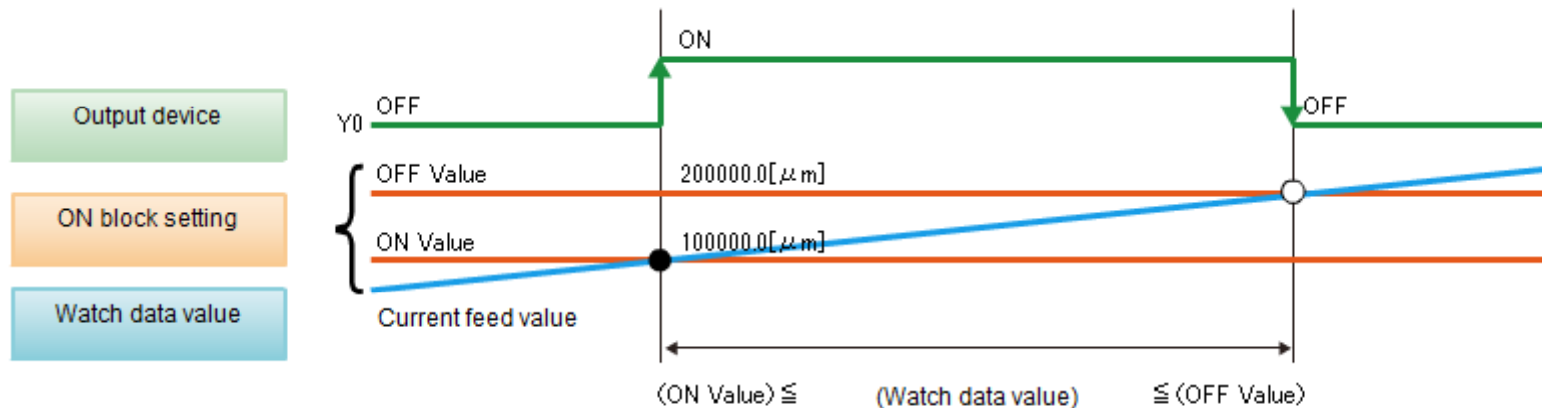 ON
Output device
Y0 OFF
OFF
OFF Value 200000.0[μm]
ON block setting
ON Value 100000.0[μm]
Watch data value
Current feed value
(ON Value)≦ (Watch data value) ≦(OFF Value)